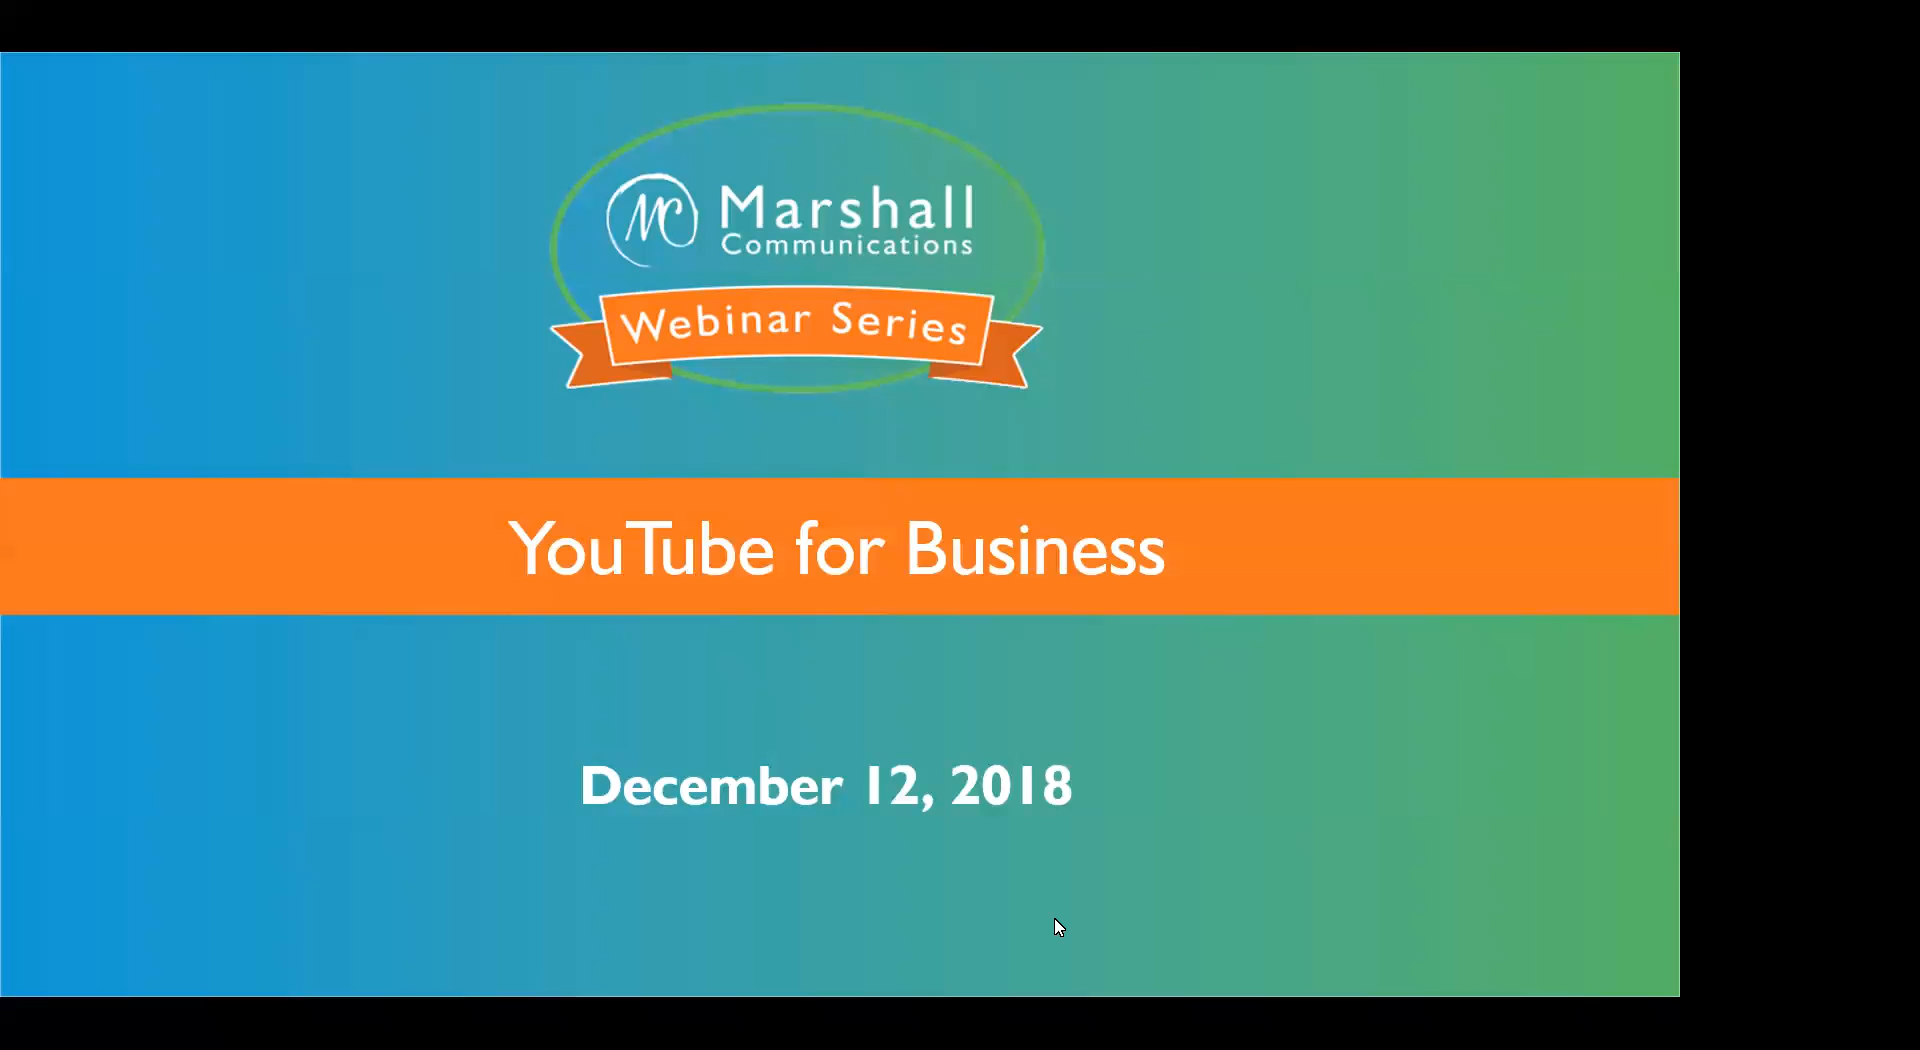 MC Marshall
Communications
Webinar Series
YouTube for Business
December 12, 2018